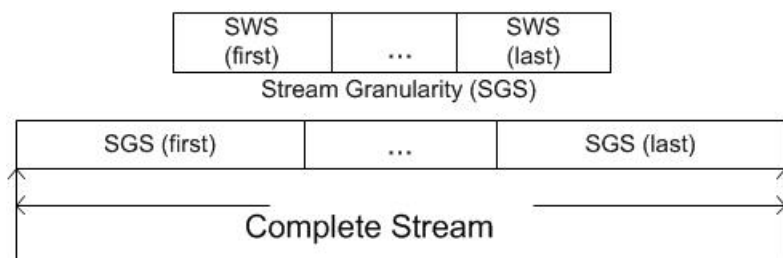 SWS ... SWS
(first) (last)
Stream Granularity (SGS)
SGS (first) ... SGS (last)
Complete Stream